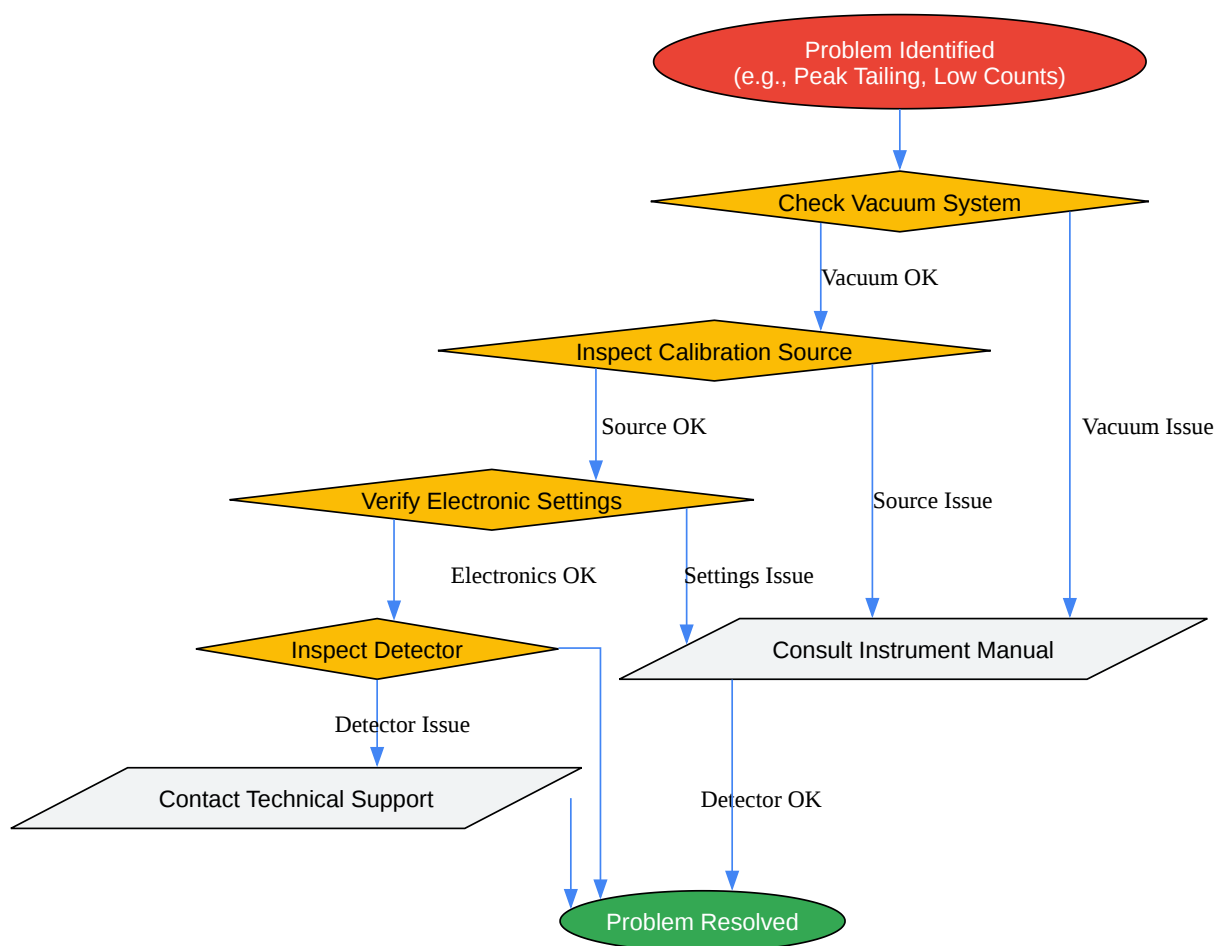 Problem Identified
(e.g., Peak Tailing, Low Counts)
Check Vacuum System
Vacuum OK
Inspect Calibration Source
Source OK
Vacuum Issue
Verify Electronic Settings
Source Issue
Electronics OK
Settings Issue
Inspect Detector
Consult Instrument Manual
Detector Issue
Contact Technical Support
Detector OK
Problem Resolved